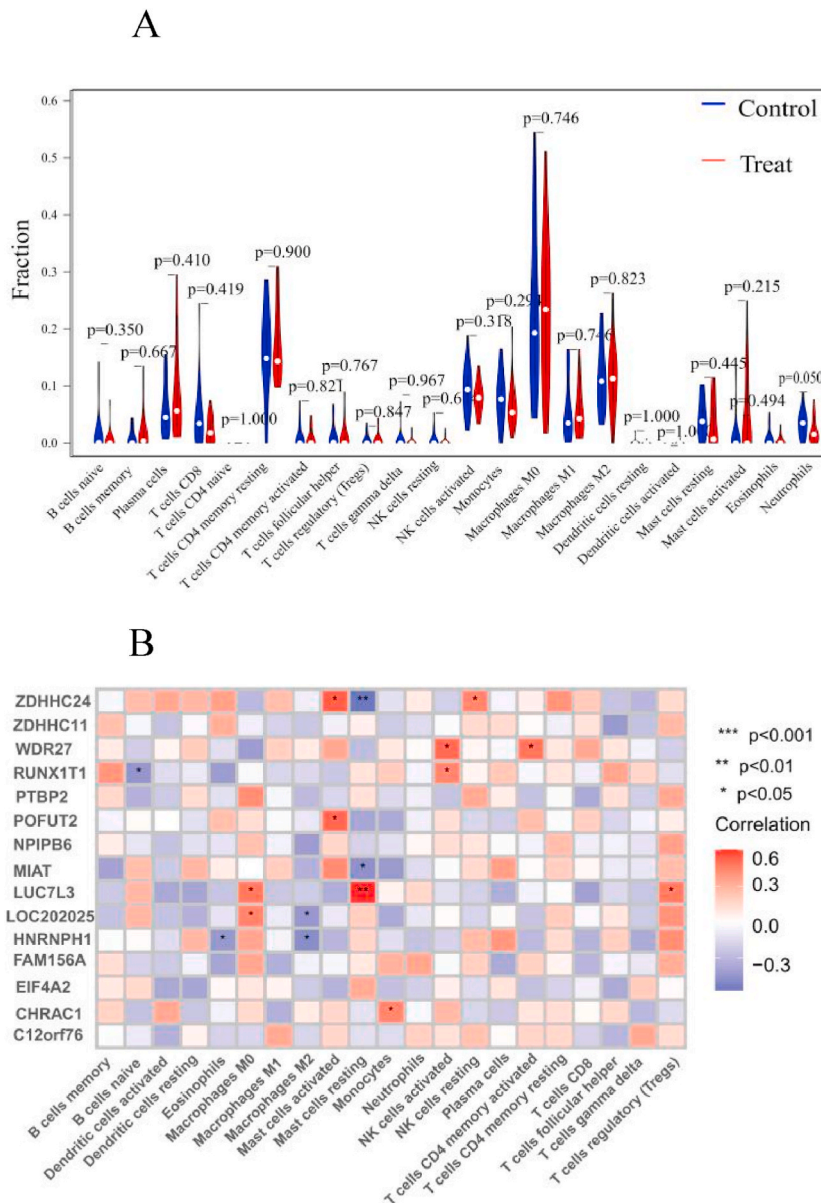 A
Control
Treat
Fraction
0.6
0.5
0.4
0.3
0.2
0.1
0.0
p=0.350
p=0.667
p=0.410
p=0.419
p=1.000
p=0.900
p=0.767
p=0.847
p=0.967
p=0.318
p=0.746
p=0.823
p=1.000
p=0.445
p=0.215
p=0.494
p=0.050
B cells naive
B cells memory
Plasma cells
T cells CD8
T cells CD4 naive
T cells CD4 memory resting
T cells CD4 memory activated
T cells follicular helper
T cells regulatory (Tregs)
T cells gamma delta
NK cells resting
NK cells activated
Monocytes
Macrophages M0
Macrophages M1
Macrophages M2
Dendritic cells resting
Dendritic cells activated
Mast cells resting
Mast cells activated
Eosinophils
Neutrophils
B
ZDHHC24 * ** *
ZDHHC11
WDR27 * *
RUNX1T1 * *
PTBP2
POFUT2 *
NPIPB6
MIAT *
LUC7L3 * ** *
LOC202025 * *
HNRNPH1 * *
FAM156A
EIF4A2
CHRAC1 *
C12orf76
*** p<0.001
** p<0.01
* p<0.05
Correlation
0.6
0.3
0.0
−0.3
B cells memory
B cells naive
Dendritic cells activated
Dendritic cells resting
Eosinophils
Macrophages M0
Macrophages M1
Macrophages M2
Mast cells activated
Mast cells resting
Monocytes
Neutrophils
NK cells activated
NK cells resting
Plasma cells
T cells CD4 memory activated
T cells CD4 memory resting
T cells CD8
T cells follicular helper
T cells gamma delta
T cells regulatory (Tregs)